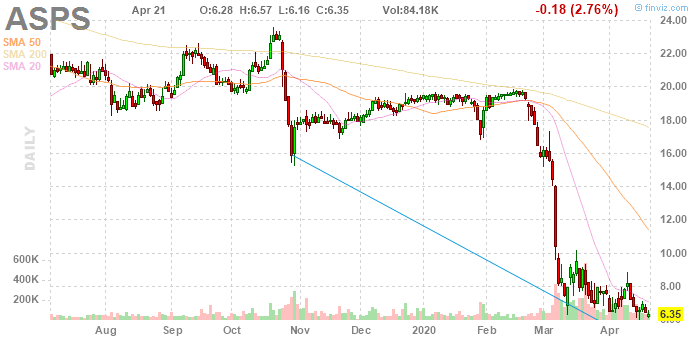 ASPS Apr 21 O:6.28 H:6.57 L:6.16 C:6.35 Vol:84.18K -0.18 (2.76%) © finviz.com
SMA 50
SMA 200
SMA 20
DAILY
24.00
22.00
20.00
18.00
16.00
14.00
12.00
10.00
8.00
6.35
600K
400K
200K
Aug Sep Oct Nov Dec 2020 Feb Mar Apr